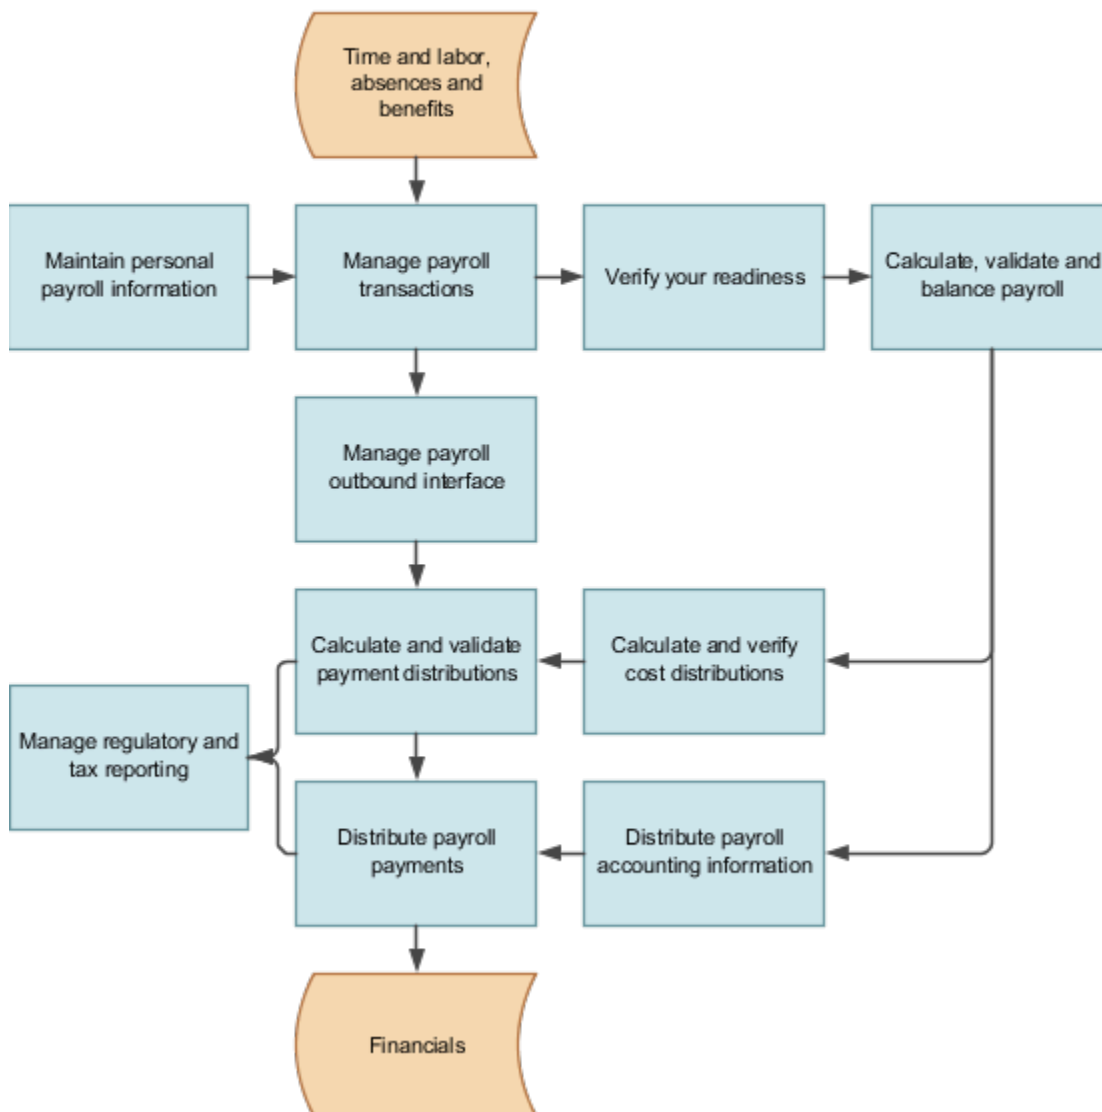 Time and labor,
absences and
benefits
Maintain personal
payroll information
Manage payroll
transactions
Verify your readiness
Calculate, validate and
balance payroll
Manage payroll
outbound interface
Calculate and validate
payment distributions
Calculate and verify
cost distributions
Manage regulatory and
tax reporting
Distribute payroll
payments
Distribute payroll
accounting information
Financials